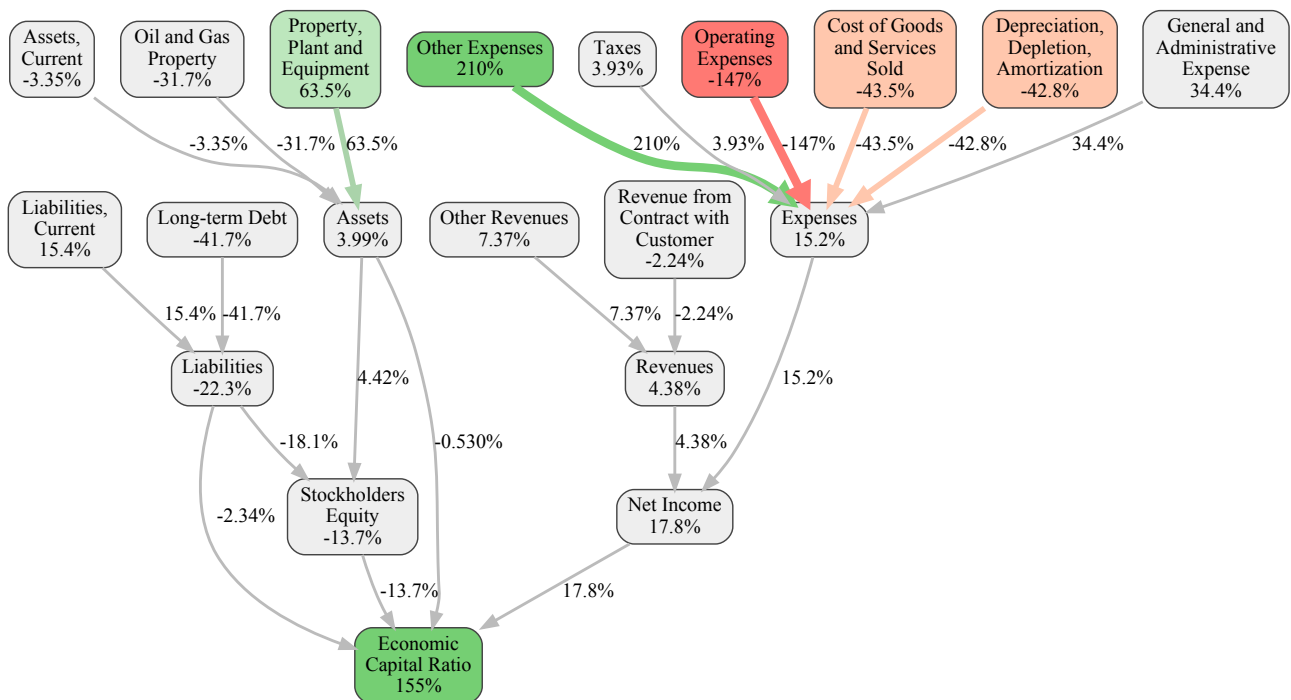 Assets,
Current
-3.35%
Oil and Gas
Property
-31.7%
Property,
Plant and
Equipment
63.5%
Other Expenses
210%
Taxes
3.93%
Operating
Expenses
-147%
Cost of Goods
and Services
Sold
-43.5%
Depreciation,
Depletion,
Amortization
-42.8%
General and
Administrative
Expense
34.4%
-3.35%
-31.7%
63.5%
210%
3.93%
-147%
-43.5%
-42.8%
34.4%
Liabilities,
Current
15.4%
Long-term Debt
-41.7%
Assets
3.99%
Other Revenues
7.37%
Revenue from
Contract with
Customer
-2.24%
Expenses
15.2%
15.4%
-41.7%
7.37%
-2.24%
Liabilities
-22.3%
4.42%
Revenues
4.38%
15.2%
-18.1%
-0.530%
4.38%
-2.34%
Stockholders
Equity
-13.7%
Net Income
17.8%
-13.7%
17.8%
Economic
Capital Ratio
155%